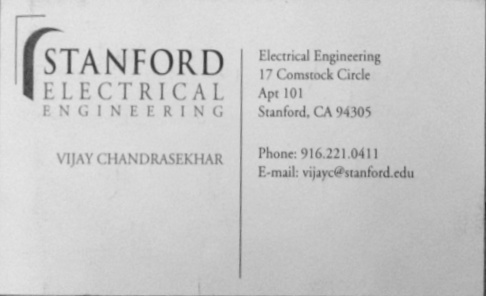 STANFORD
ELECTRICAL
ENGINEERING
VIJAY CHANDRASEKHAR
Electrical Engineering
17 Comstock Circle
Apt 101
Stanford, CA 94305
Phone: 916.221.0411
E-mail: vijayc@stanford.edu